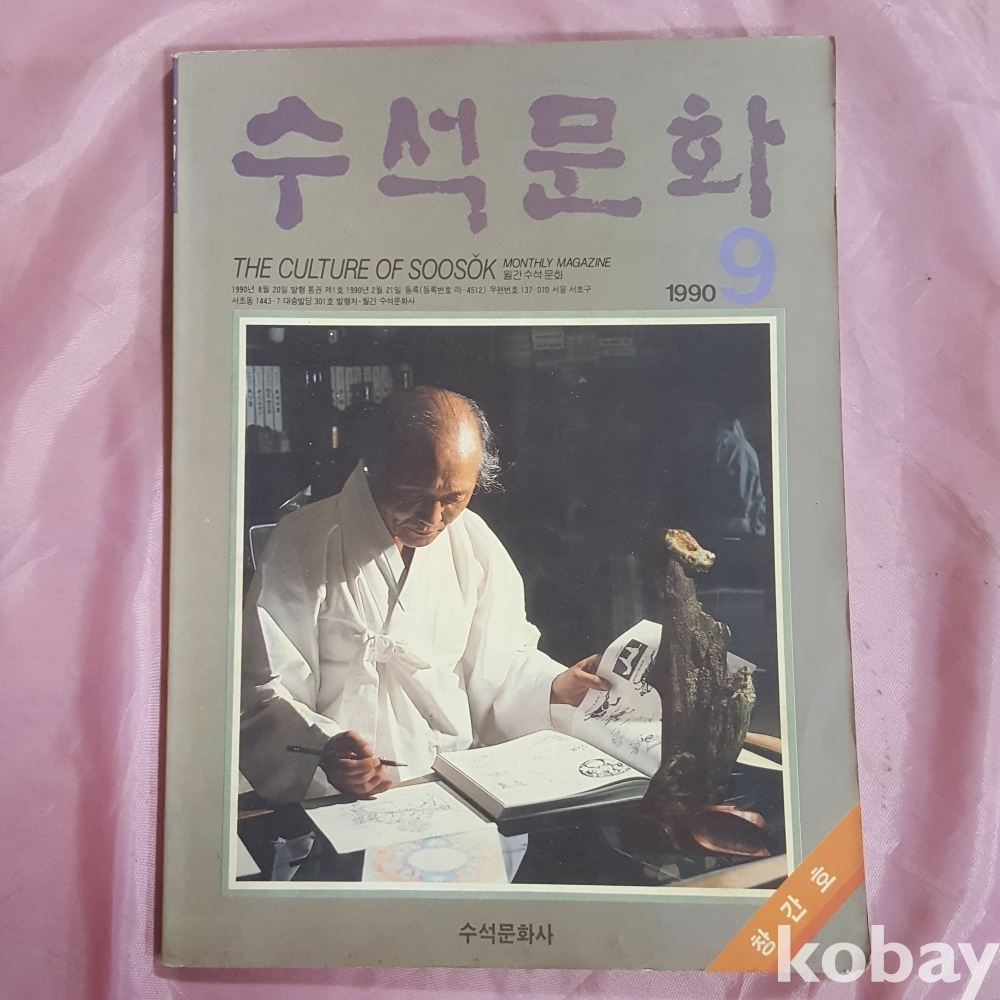 수석문화
THE CULTURE OF SOOSǑK
MONTHLY MAGAZINE
월간 수석 문화
1990년 8월 20일 발행 통권 제1호 1990년 2월 21일 등록(등록번호 라-4512) 우편번호 137-070 서울 서초구
서초동 1443-7 대송빌딩 301호 발행처·월간 수석문화사
1990 9
수석문화사
창간호
kobay